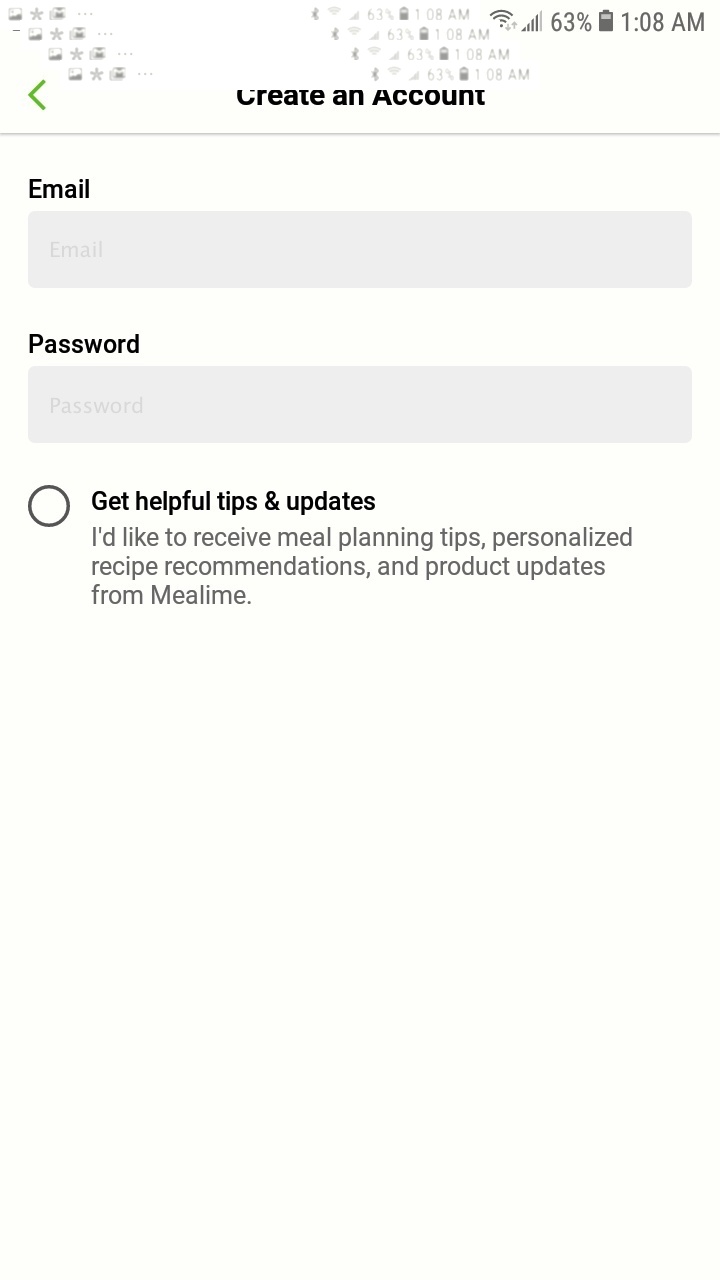 63% 1:08 AM
63% 1 08 AM
63% 1 08 AM
63% 1 08 AM
63% 1 08 AM
Create an Account
Email
Email
Password
Password
Get helpful tips & updates
I'd like to receive meal planning tips, personalized
recipe recommendations, and product updates
from Mealime.